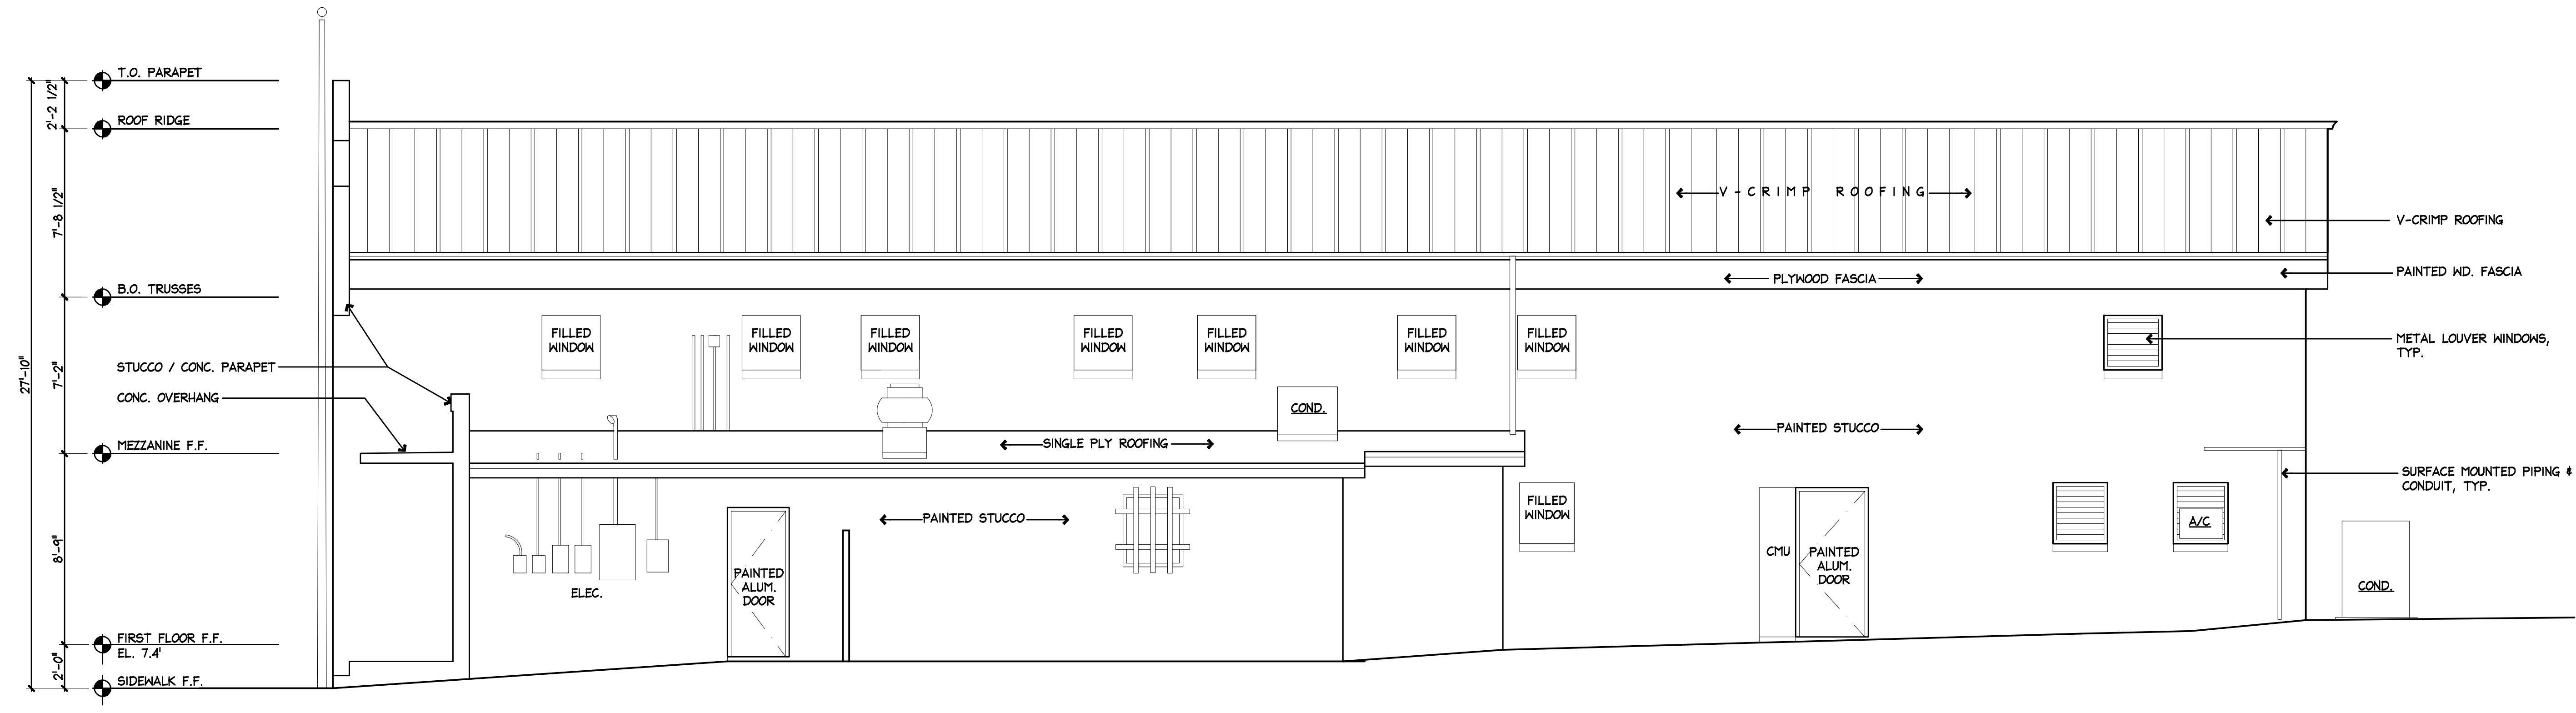 T.O. PARAPET
2'-2 1/2"
ROOF RIDGE
7'-8 1/2"
V-CRIMP ROOFING
V-CRIMP ROOFING
PLYWOOD FASCIA
PAINTED WD. FASCIA
B.O. TRUSSES
27'-10"
7'-2"
FILLED
WINDOW
FILLED
WINDOW
FILLED
WINDOW
FILLED
WINDOW
FILLED
WINDOW
FILLED
WINDOW
FILLED
WINDOW
METAL LOUVER WINDOWS,
TYP.
STUCCO / CONC. PARAPET
CONC. OVERHANG
COND.
PAINTED STUCCO
MEZZANINE F.F.
SINGLE PLY ROOFING
SURFACE MOUNTED PIPING &
CONDUIT, TYP.
8'-9"
PAINTED STUCCO
FILLED
WINDOW
A/C
CMU
PAINTED
ALUM.
DOOR
PAINTED
ALUM.
DOOR
ELEC.
COND.
FIRST FLOOR F.F.
EL. 7.4'
2'-0"
SIDEWALK F.F.